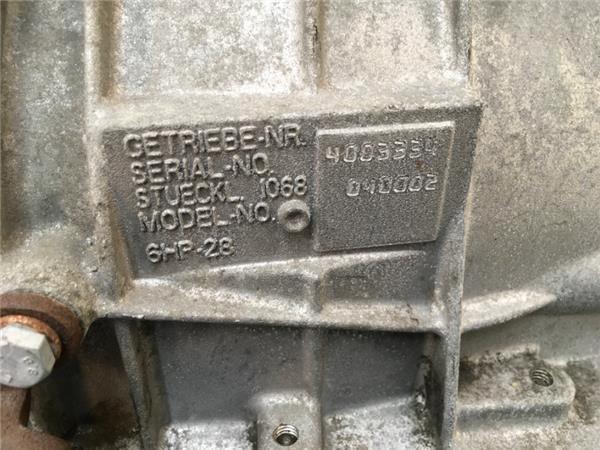 GETRIEBE-NR. 4003334
SERIAL-NO.
STUECKL. 1068 040002
MODEL-NO.
6HP-28